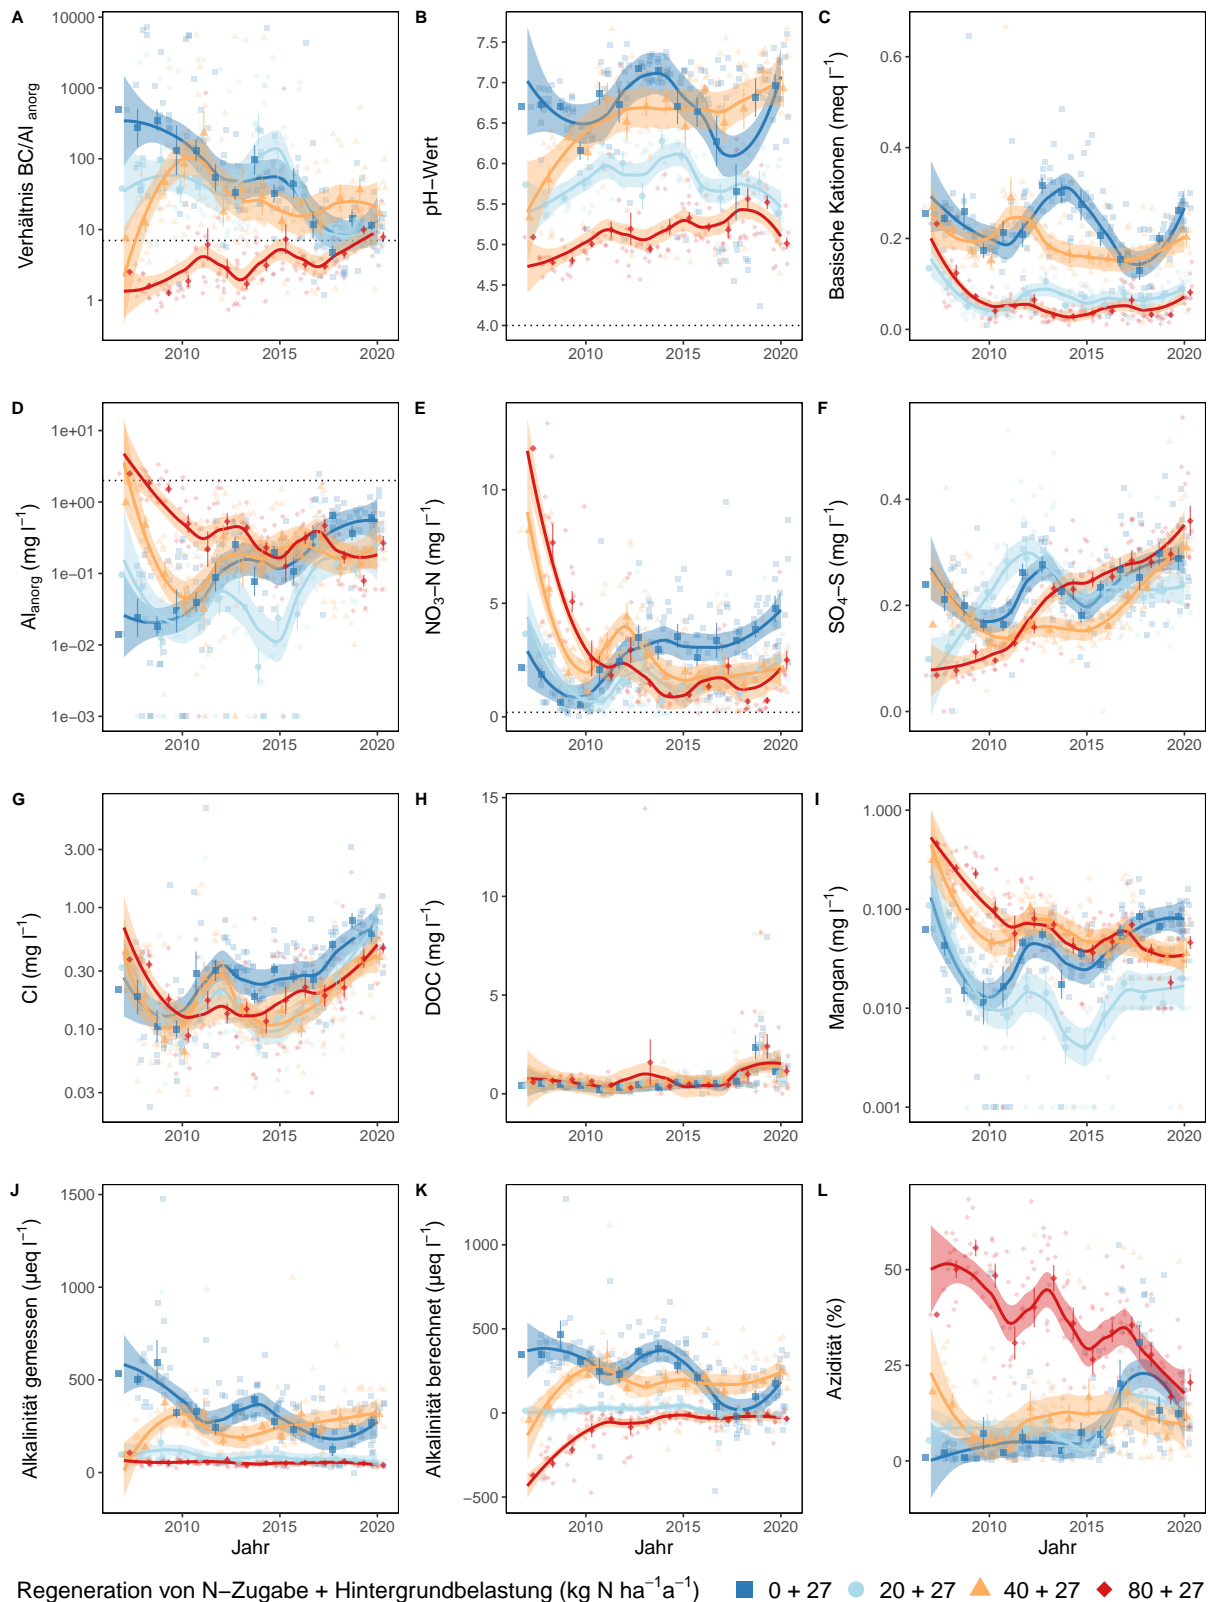 A
Verhältnis BC/Al anorg
10000
1000
100
10
1
2010 2015 2020
B
pH−Wert
7.5
7.0
6.5
6.0
5.5
5.0
4.5
4.0
2010 2015 2020
C
Basische Kationen (meq l⁻¹)
0.6
0.4
0.2
0.0
2010 2015 2020
D
Al anorg (mg l⁻¹)
1e+01
1e+00
1e−01
1e−02
1e−03
2010 2015 2020
E
NO₃−N (mg l⁻¹)
10
5
0
2010 2015 2020
F
SO₄−S (mg l⁻¹)
0.4
0.2
0.0
2010 2015 2020
G
Cl (mg l⁻¹)
3.00
1.00
0.30
0.10
0.03
2010 2015 2020
H
DOC (mg l⁻¹)
15
10
5
0
2010 2015 2020
I
Mangan (mg l⁻¹)
1.000
0.100
0.010
0.001
2010 2015 2020
J
Alkalinität gemessen (µeq l⁻¹)
1500
1000
500
0
2010 2015 2020
Jahr
K
Alkalinität berechnet (µeq l⁻¹)
1000
500
0
−500
2010 2015 2020
Jahr
L
Azidität (%)
50
25
0
2010 2015 2020
Jahr
Regeneration von N−Zugabe + Hintergrundbelastung (kg N ha⁻¹a⁻¹) 0 + 27 20 + 27 40 + 27 80 + 27